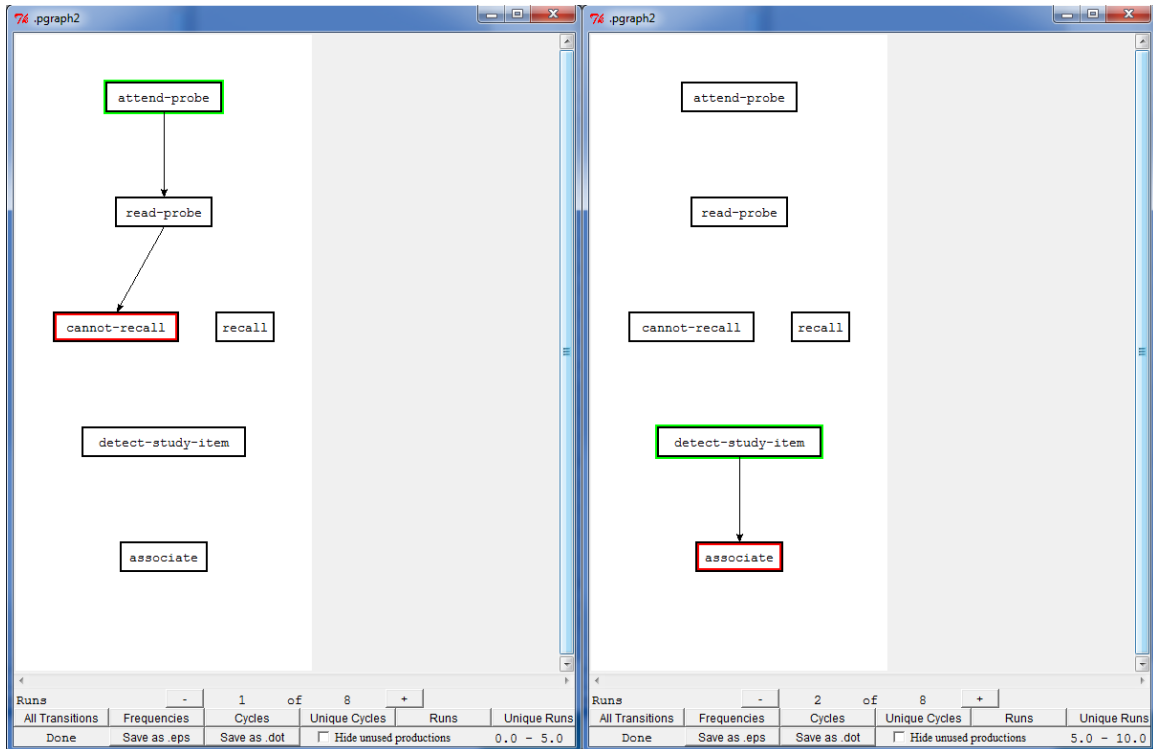 .pgraph2
attend-probe
read-probe
cannot-recall recall
detect-study-item
associate
Runs - 1 of 8 +
All Transitions Frequencies Cycles Unique Cycles Runs Unique Runs
Done Save as .eps Save as .dot Hide unused productions 0.0 - 5.0
.pgraph2
attend-probe
read-probe
cannot-recall recall
detect-study-item
associate
Runs - 2 of 8 +
All Transitions Frequencies Cycles Unique Cycles Runs Unique Runs
Done Save as .eps Save as .dot Hide unused productions 5.0 - 10.0